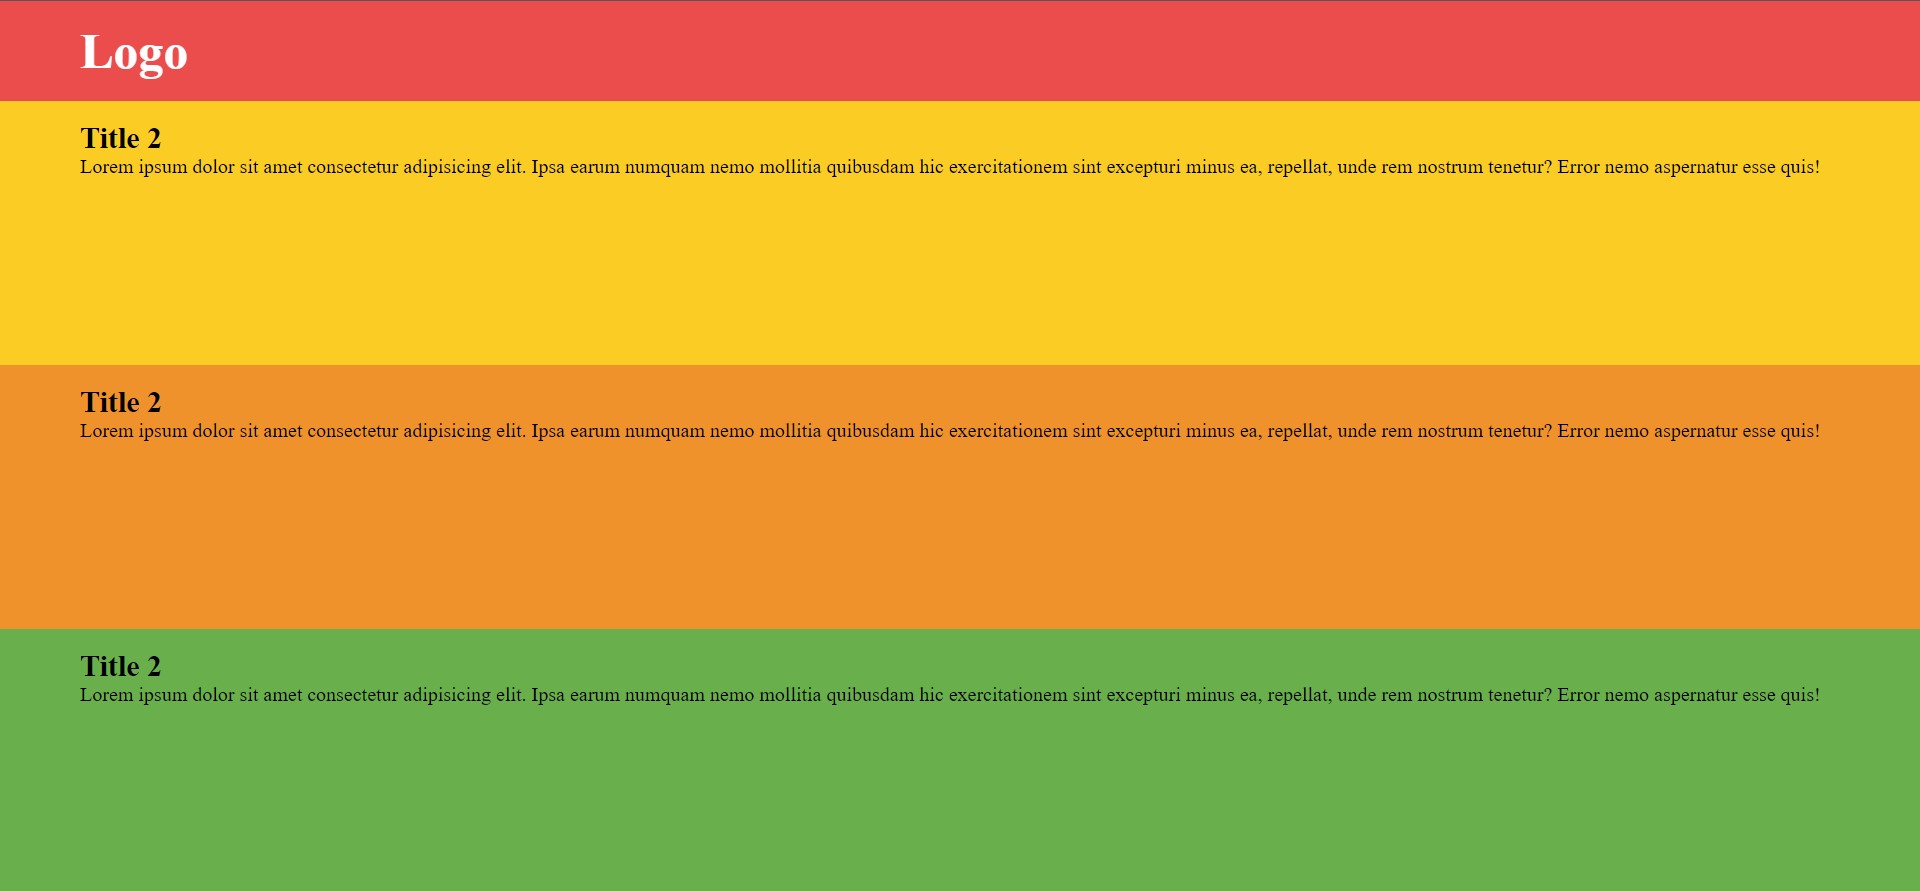 Logo
Title 2
Lorem ipsum dolor sit amet consectetur adipisicing elit. Ipsa earum numquam nemo mollitia quibusdam hic exercitationem sint excepturi minus ea, repellat, unde rem nostrum tenetur? Error nemo aspernatur esse quis!
Title 2
Lorem ipsum dolor sit amet consectetur adipisicing elit. Ipsa earum numquam nemo mollitia quibusdam hic exercitationem sint excepturi minus ea, repellat, unde rem nostrum tenetur? Error nemo aspernatur esse quis!
Title 2
Lorem ipsum dolor sit amet consectetur adipisicing elit. Ipsa earum numquam nemo mollitia quibusdam hic exercitationem sint excepturi minus ea, repellat, unde rem nostrum tenetur? Error nemo aspernatur esse quis!